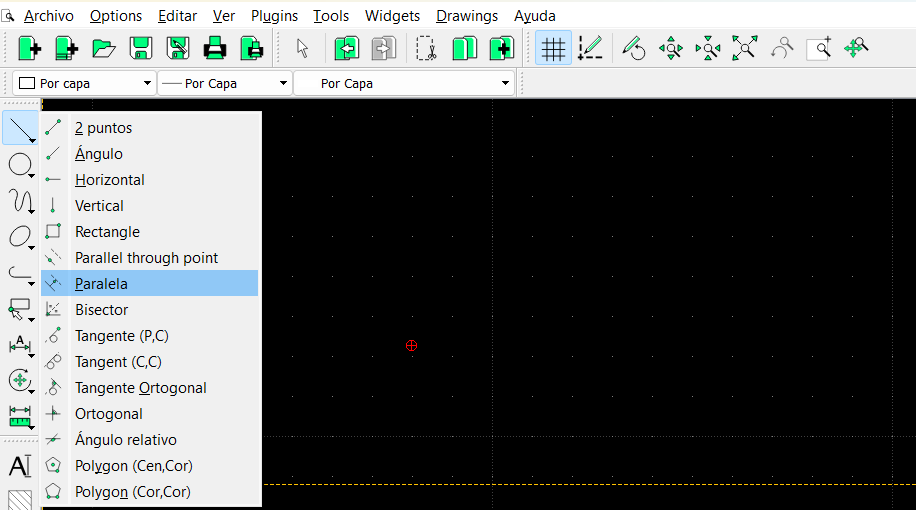 Archivo Options Editar Ver Plugins Tools Widgets Drawings Ayuda
Por capa Por Capa Por Capa
2 puntos
Ángulo
Horizontal
Vertical
Rectangle
Parallel through point
Paralela
Bisector
Tangente (P,C)
Tangent (C,C)
Tangente Ortogonal
Ortogonal
Ángulo relativo
Polygon (Cen,Cor)
Polygon (Cor,Cor)
A
A